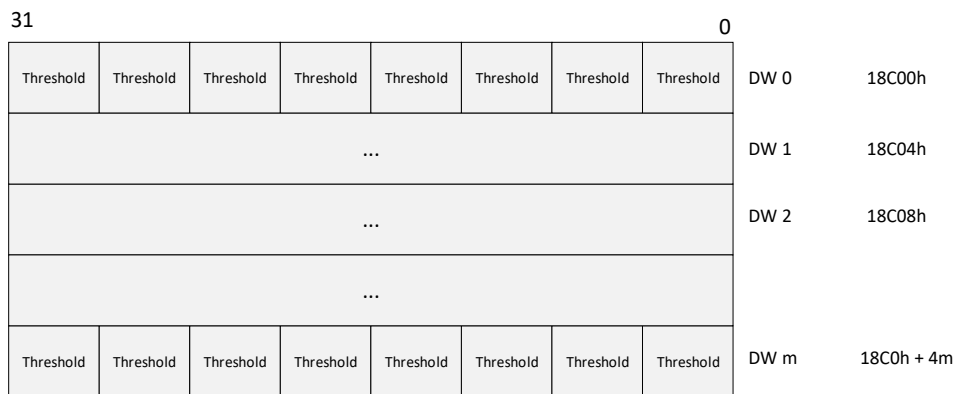 31 0
Threshold Threshold Threshold Threshold Threshold Threshold Threshold Threshold DW 0 18C00h
... DW 1 18C04h
... DW 2 18C08h
...
Threshold Threshold Threshold Threshold Threshold Threshold Threshold Threshold DW m 18C0h + 4m